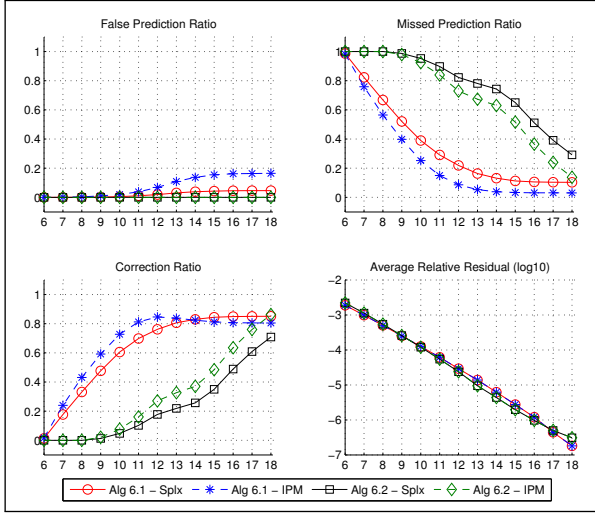 False Prediction Ratio
1
0.8
0.6
0.4
0.2
0
6 7 8 9 10 11 12 13 14 15 16 17 18
Missed Prediction Ratio
1
0.8
0.6
0.4
0.2
0
6 7 8 9 10 11 12 13 14 15 16 17 18
Correction Ratio
1
0.8
0.6
0.4
0.2
0
6 7 8 9 10 11 12 13 14 15 16 17 18
Average Relative Residual (log10)
−2
−3
−4
−5
−6
−7
6 7 8 9 10 11 12 13 14 15 16 17 18
Alg 6.1 − Splx Alg 6.1 − IPM Alg 6.2 − Splx Alg 6.2 − IPM